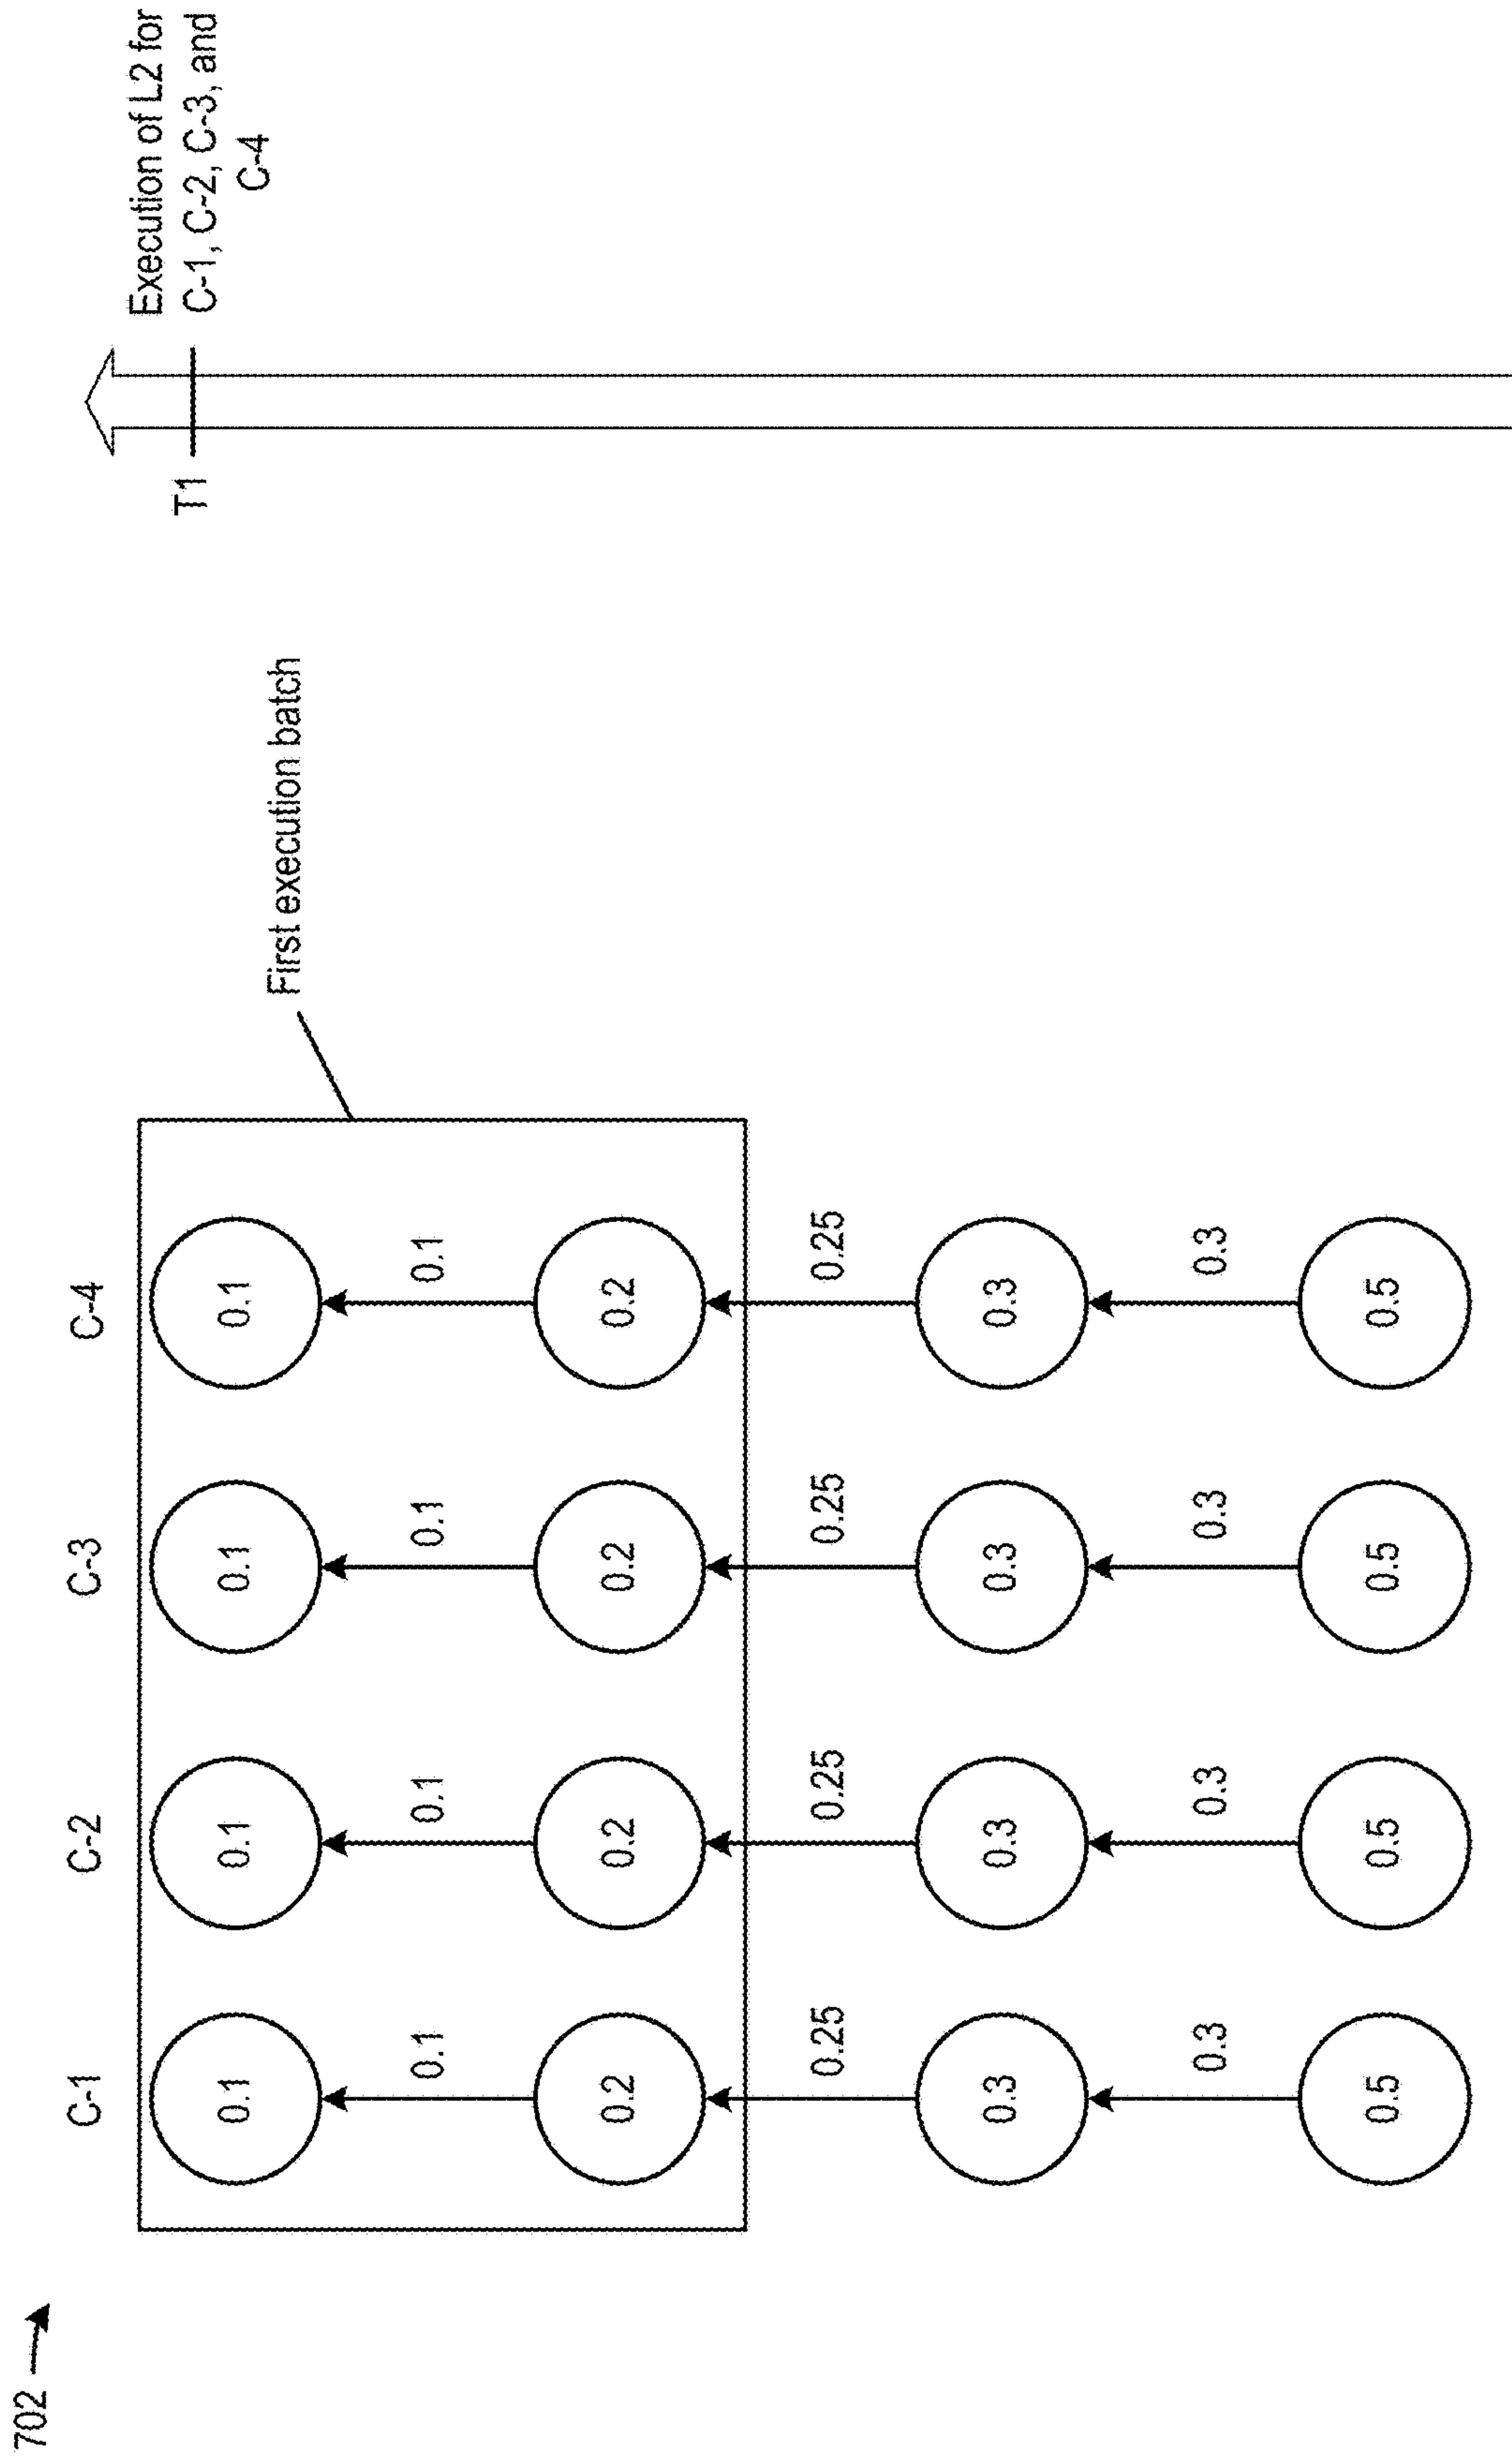 702
C-1 C-2 C-3 C-4
0.1 0.1 0.1 0.1
0.1 0.1 0.1 0.1
0.2 0.2 0.2 0.2
0.25 0.25 0.25 0.25
0.3 0.3 0.3 0.3
0.3 0.3 0.3 0.3
0.5 0.5 0.5 0.5
First execution batch
T1
Execution of L2 for
C-1, C-2, C-3, and
C-4